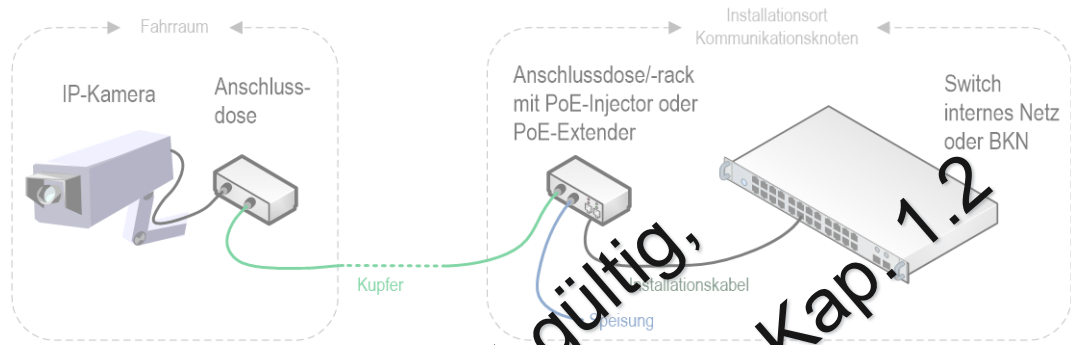 Fahrraum
Installationsort
Kommunikationsknoten
IP-Kamera
Anschluss-
dose
Anschlussdose/-rack
mit PoE-Injector oder
PoE-Extender
Switch
internes Netz
oder BKN
Kupfer
Installationskabel
Speisung
gültig,
Kap. 1.2